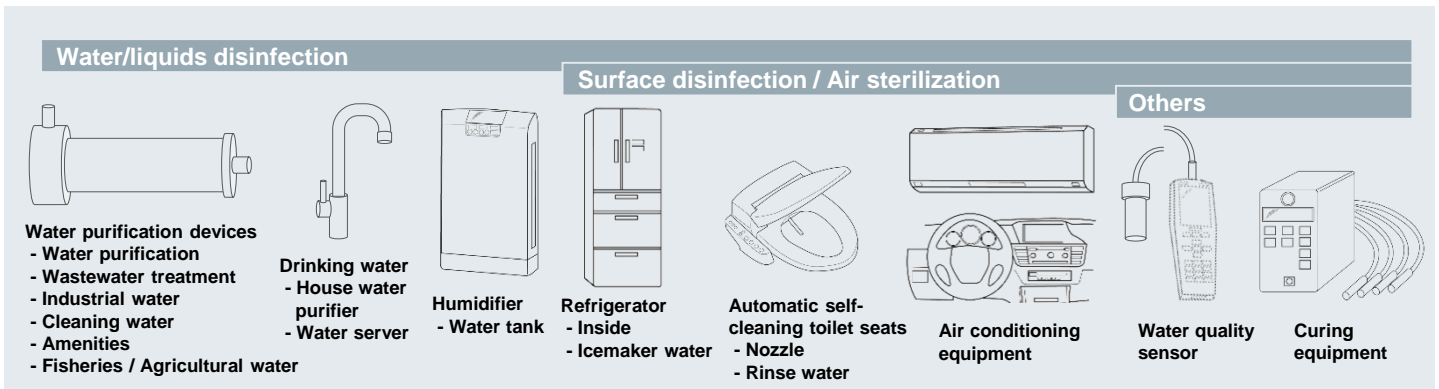 Water/liquids disinfection
Surface disinfection / Air sterilization
Others
Water purification devices
- Water purification
- Wastewater treatment
- Industrial water
- Cleaning water
- Amenities
- Fisheries / Agricultural water
Drinking water
- House water
purifier
- Water server
Humidifier
- Water tank
Refrigerator
- Inside
- Icemaker water
Automatic self-
cleaning toilet seats
- Nozzle
- Rinse water
Air conditioning
equipment
Water quality
sensor
Curing
equipment